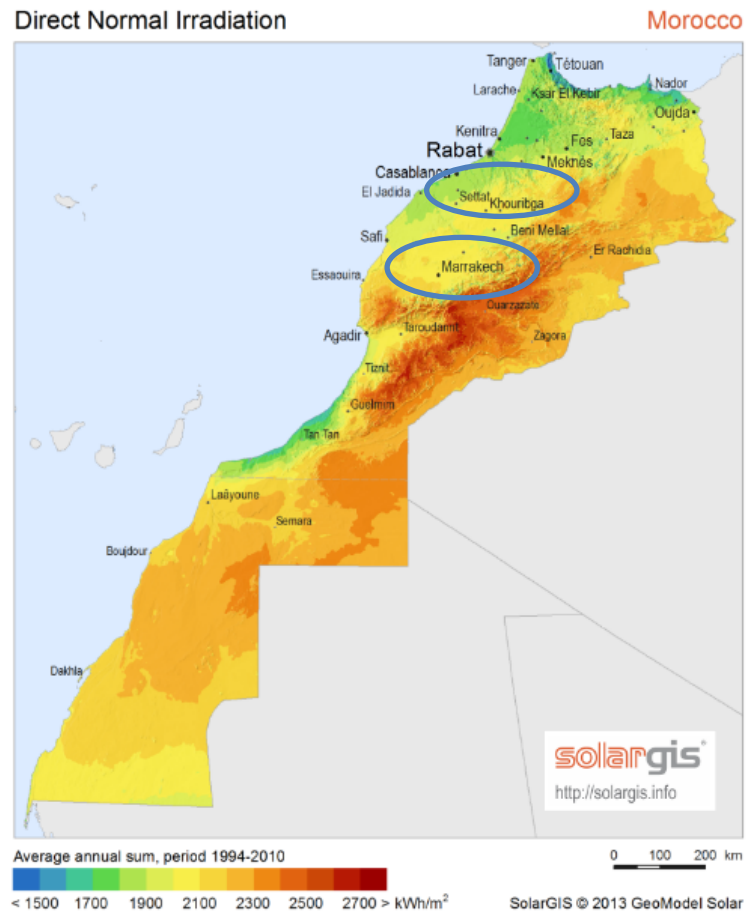 Direct Normal Irradiation
Morocco
Tanger
Tétouan
Larache
Ksar El Kebir
Nador
Oujda
Kenitra
Fes
Taza
Rabat
Meknés
Casablanca
El Jadida
Settat
Khouribga
Safi
Beni Mellal
Er Rachidia
Essaouira
Marrakech
Ouarzazate
Agadir
Taroudannt
Zagora
Tiznit
Guelmen
Tan Tan
Laâyoune
Semara
Boujdour
Dakhla
solargis
http://solargis.info
Average annual sum, period 1994-2010
0 100 200 km
< 1500 1700 1900 2100 2300 2500 2700 > kWh/m²
SolarGIS © 2013 GeoModel Solar